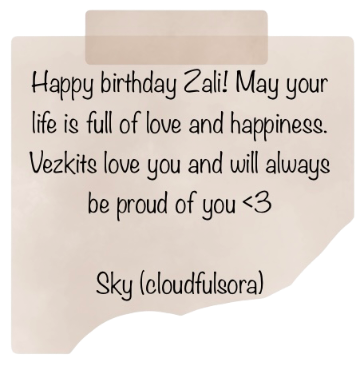 Happy birthday Zali! May your
life is full of love and happiness.
Vezkits love you and will always
be proud of you <3
Sky (cloudfulsora)